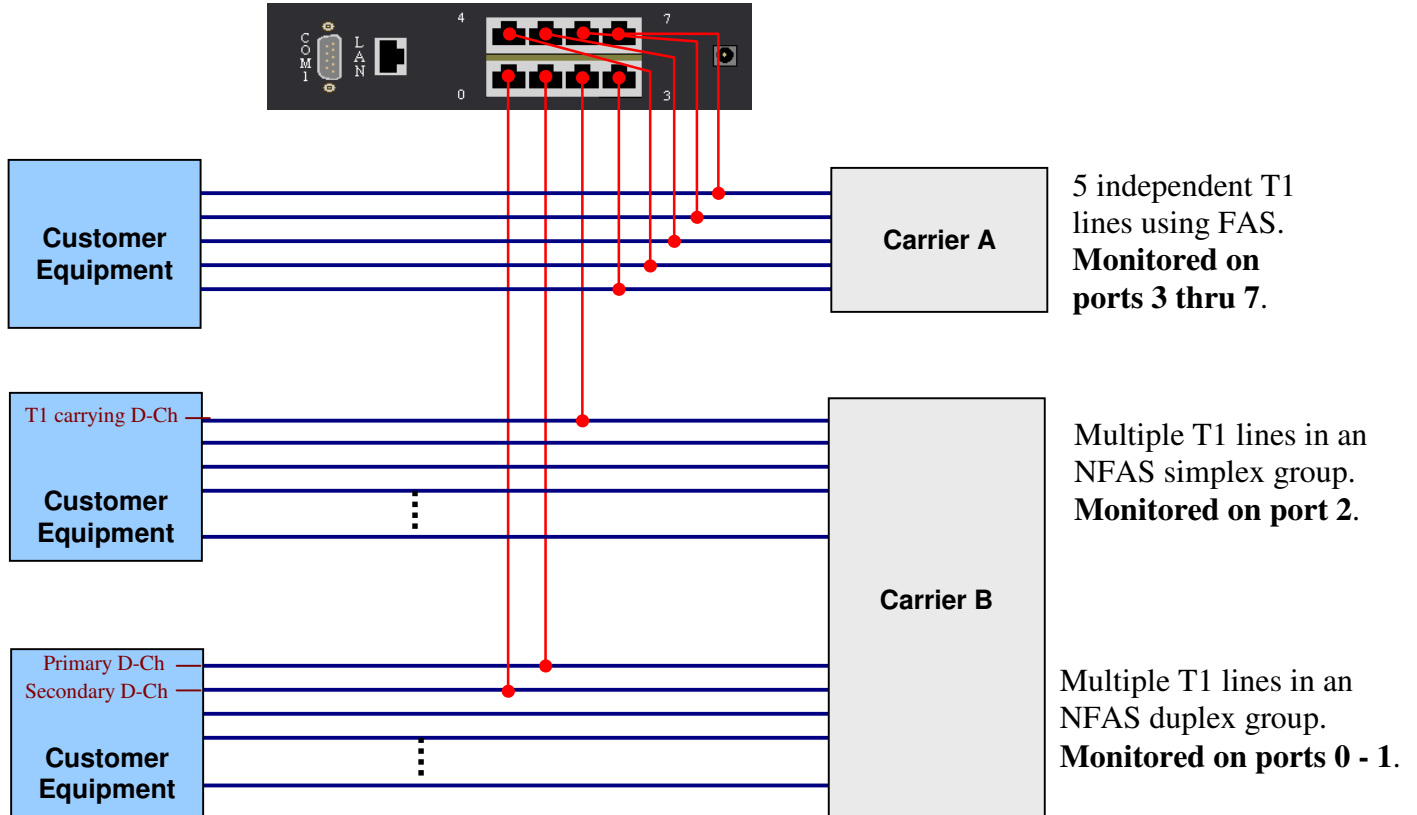 COM1
LAN
4
7
0
3
Customer
Equipment
Carrier A
5 independent T1
lines using FAS.
Monitored on
ports 3 thru 7.
T1 carrying D-Ch
Customer
Equipment
Multiple T1 lines in an
NFAS simplex group.
Monitored on port 2.
Carrier B
Primary D-Ch
Secondary D-Ch
Customer
Equipment
Multiple T1 lines in an
NFAS duplex group.
Monitored on ports 0 - 1.